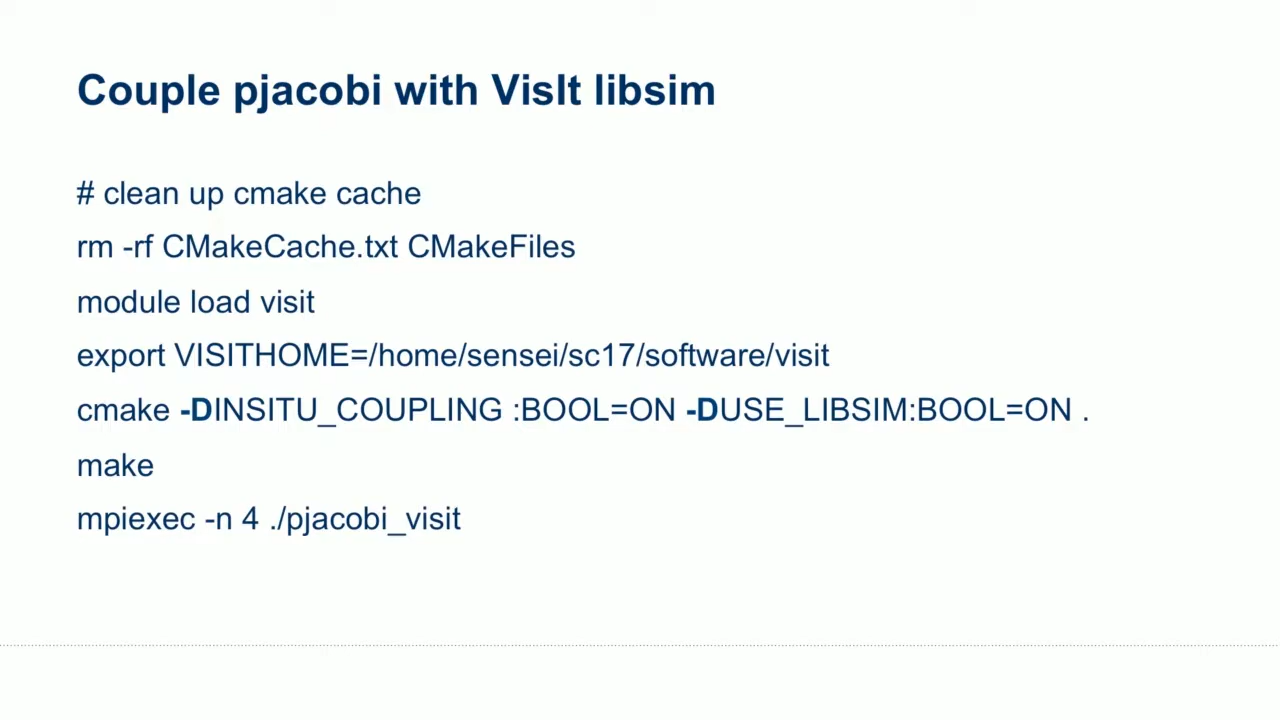 Couple pjacobi with VisIt libsim
# clean up cmake cache
rm -rf CMakeCache.txt CMakeFiles
module load visit
export VISITHOME=/home/sensei/sc17/software/visit
cmake -DINSITU_COUPLING :BOOL=ON -DUSE_LIBSIM:BOOL=ON .
make
mpiexec -n 4 ./pjacobi_visit